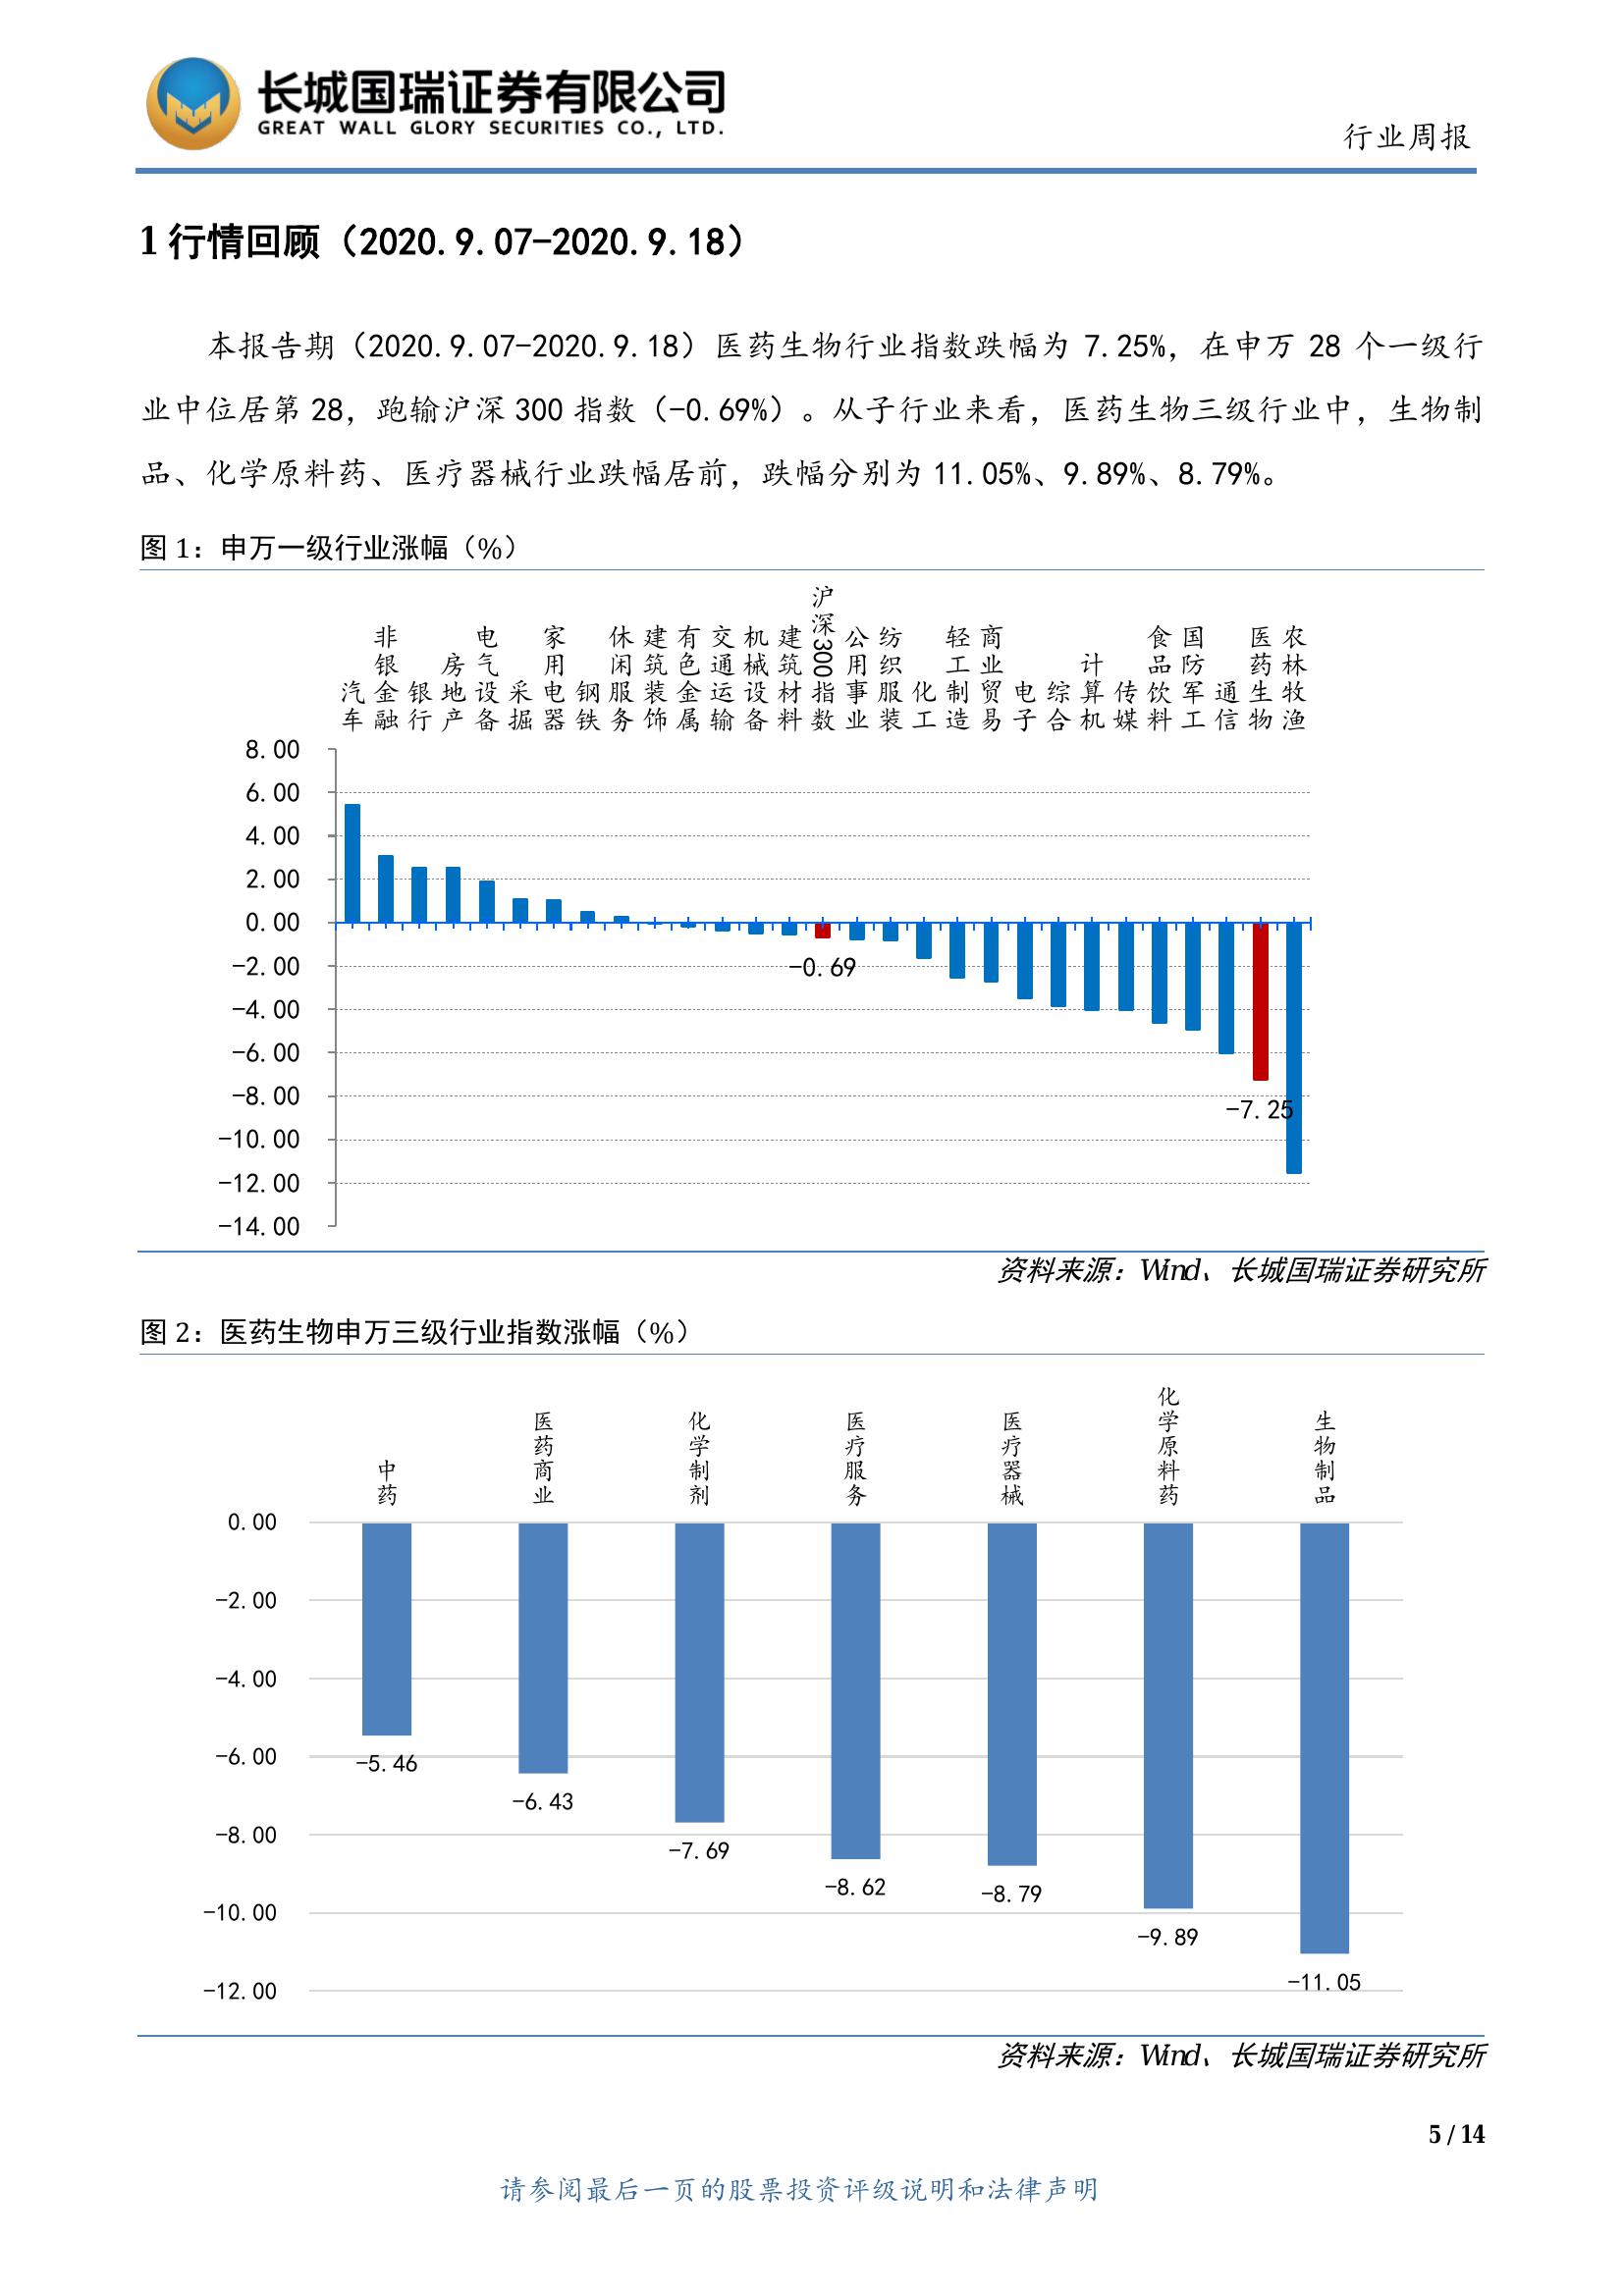 长城国瑞证券有限公司
GREAT WALL GLORY SECURITIES CO., LTD.
行业周报
1 行情回顾（2020.9.07-2020.9.18）
本报告期（2020.9.07-2020.9.18）医药生物行业指数跌幅为 7.25%，在申万 28 个一级行
业中位居第 28，跑输沪深 300 指数（-0.69%）。从子行业来看，医药生物三级行业中，生物制
品、化学原料药、医疗器械行业跌幅居前，跌幅分别为 11.05%、9.89%、8.79%。
图 1：申万一级行业涨幅（%）
汽车
非银金融
银行
房地产
电气设备
采掘
家用电器
钢铁
休闲服务
建筑装饰
有色金属
交通运输
机械设备
建筑材料
沪深300指数
公用事业
纺织服装
化工
轻工制造
商业贸易
电子
综合
计算机
传媒
食品饮料
国防军工
通信
医药生物
农林牧渔
8.00
6.00
4.00
2.00
0.00
-2.00
-4.00
-6.00
-8.00
-10.00
-12.00
-14.00
-0.69
-7.25
资料来源：Wind、长城国瑞证券研究所
图 2：医药生物申万三级行业指数涨幅（%）
中药
医药商业
化学制剂
医疗服务
医疗器械
化学原料药
生物制品
0.00
-2.00
-4.00
-6.00
-8.00
-10.00
-12.00
-5.46
-6.43
-7.69
-8.62
-8.79
-9.89
-11.05
资料来源：Wind、长城国瑞证券研究所
5 / 14
请参阅最后一页的股票投资评级说明和法律声明